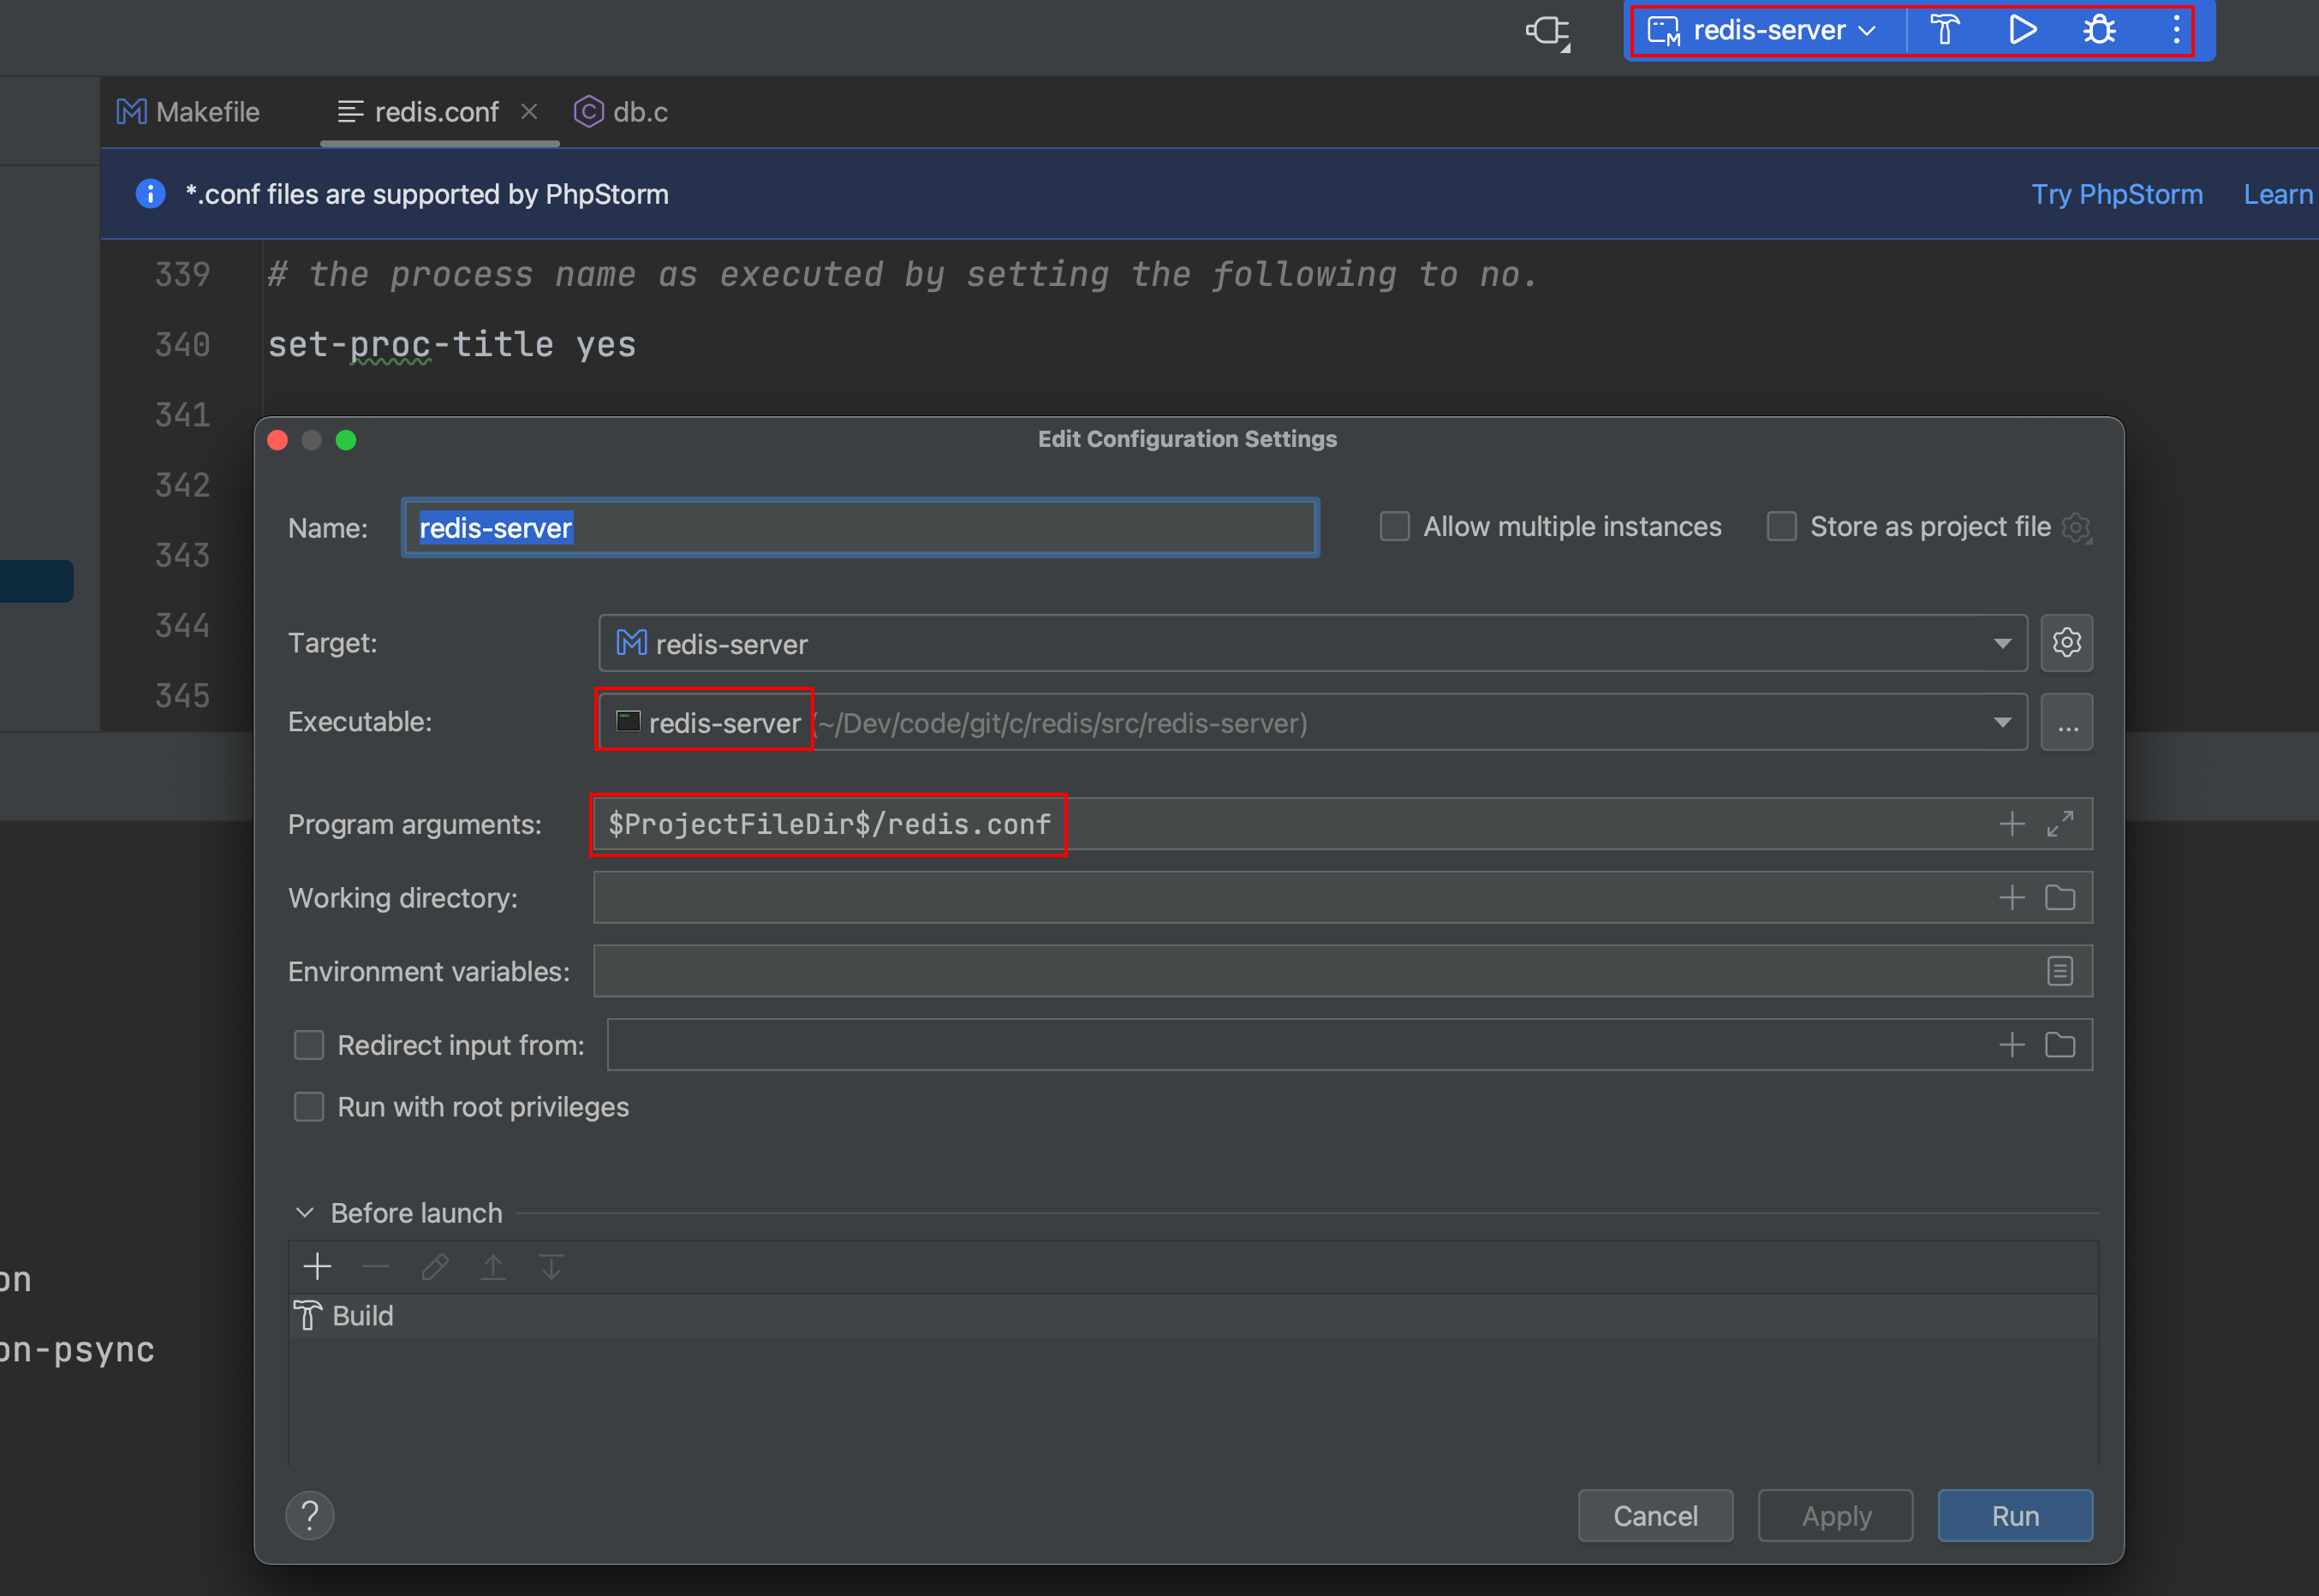 redis-server
Makefile
redis.conf
db.c
*.conf files are supported by PhpStorm
Try PhpStorm
Learn
339 # the process name as executed by setting the following to no.
340 set-proc-title yes
341
342
343
344
345
Edit Configuration Settings
Name: redis-server
Allow multiple instances
Store as project file
Target: redis-server
Executable: redis-server (~/Dev/code/git/c/redis/src/redis-server)
...
Program arguments: $ProjectFileDir$/redis.conf
Working directory:
Environment variables:
Redirect input from:
Run with root privileges
Before launch
Build
on
on-psync
?
Cancel
Apply
Run